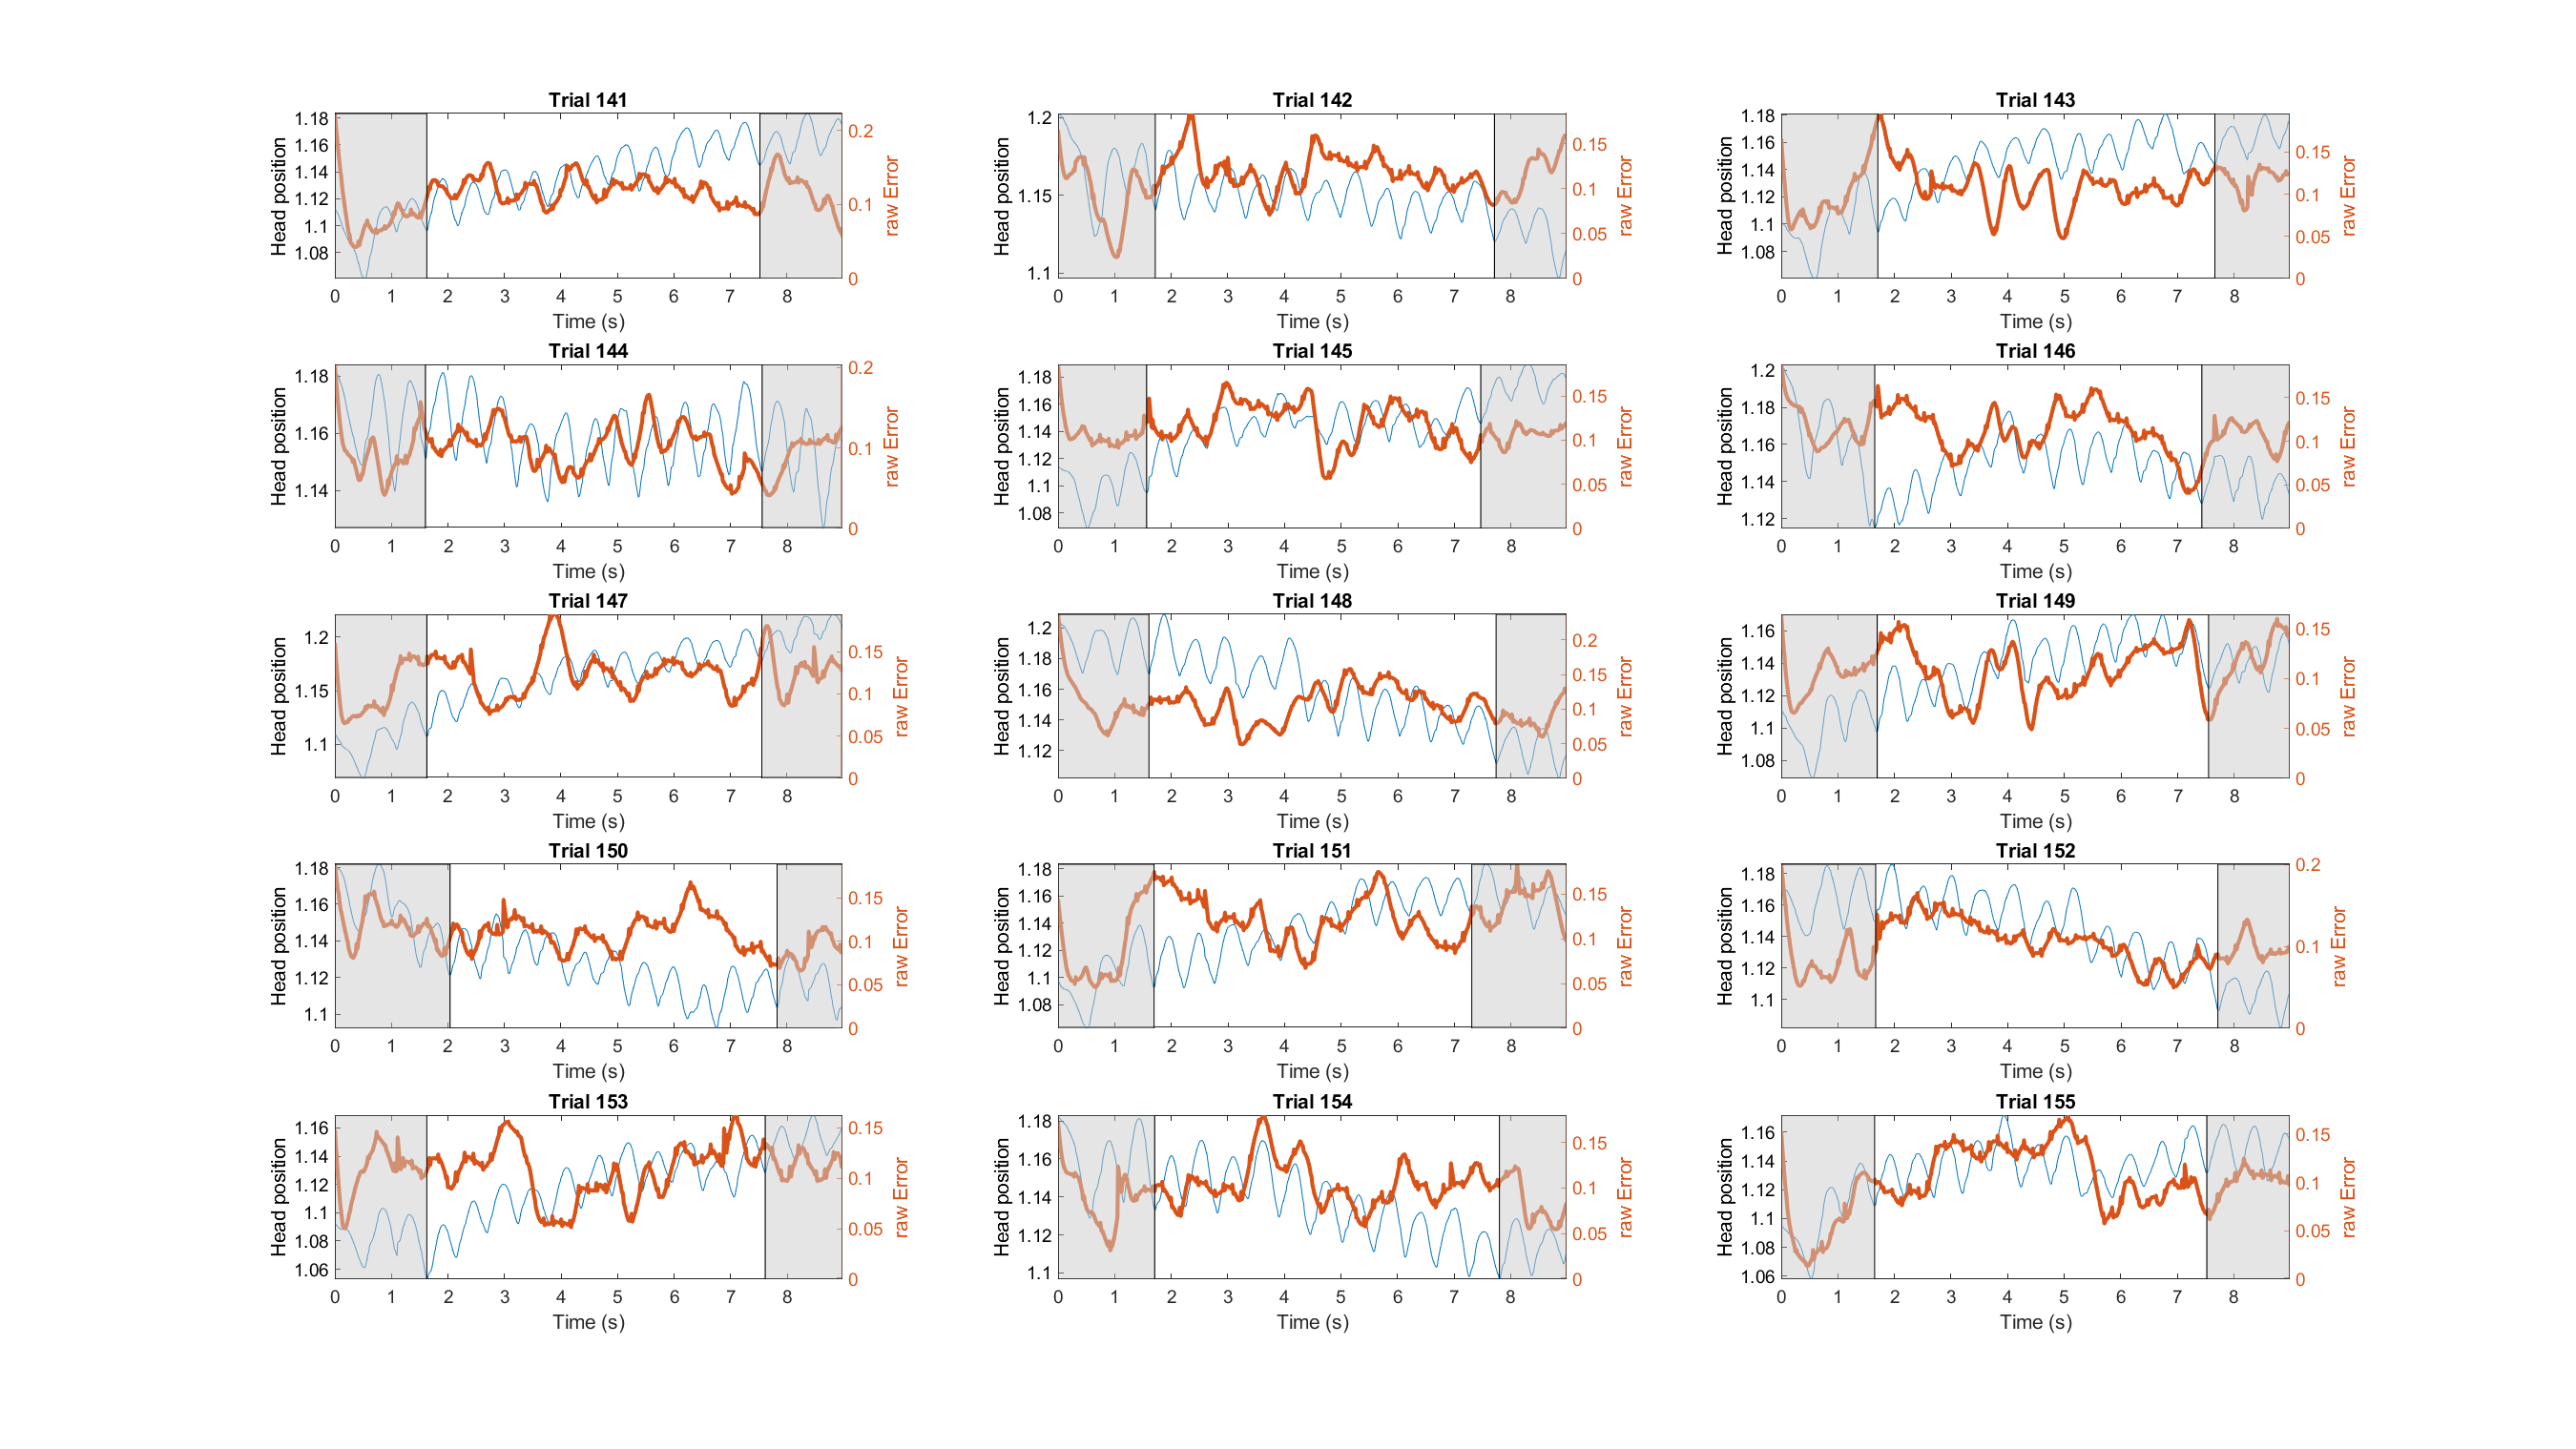 Trial 141
Head position
1.18
1.16
1.14
1.12
1.1
1.08
0.2
0.1
0
raw Error
0 1 2 3 4 5 6 7 8
Time (s)
Trial 142
Head position
1.2
1.15
1.1
0.15
0.1
0.05
0
raw Error
0 1 2 3 4 5 6 7 8
Time (s)
Trial 143
Head position
1.18
1.16
1.14
1.12
1.1
1.08
0.15
0.1
0.05
0
raw Error
0 1 2 3 4 5 6 7 8
Time (s)
Trial 144
Head position
1.18
1.16
1.14
0.2
0.1
0
raw Error
0 1 2 3 4 5 6 7 8
Time (s)
Trial 145
Head position
1.18
1.16
1.14
1.12
1.1
1.08
0.15
0.1
0.05
0
raw Error
0 1 2 3 4 5 6 7 8
Time (s)
Trial 146
Head position
1.2
1.18
1.16
1.14
1.12
0.15
0.1
0.05
0
raw Error
0 1 2 3 4 5 6 7 8
Time (s)
Trial 147
Head position
1.2
1.15
1.1
0.15
0.1
0.05
0
raw Error
0 1 2 3 4 5 6 7 8
Time (s)
Trial 148
Head position
1.2
1.18
1.16
1.14
1.12
0.2
0.15
0.1
0.05
0
raw Error
0 1 2 3 4 5 6 7 8
Time (s)
Trial 149
Head position
1.16
1.14
1.12
1.1
1.08
0.15
0.1
0.05
0
raw Error
0 1 2 3 4 5 6 7 8
Time (s)
Trial 150
Head position
1.18
1.16
1.14
1.12
1.1
0.15
0.1
0.05
0
raw Error
0 1 2 3 4 5 6 7 8
Time (s)
Trial 151
Head position
1.18
1.16
1.14
1.12
1.1
1.08
0.15
0.1
0.05
0
raw Error
0 1 2 3 4 5 6 7 8
Time (s)
Trial 152
Head position
1.18
1.16
1.14
1.12
1.1
0.2
0.1
0
raw Error
0 1 2 3 4 5 6 7 8
Time (s)
Trial 153
Head position
1.16
1.14
1.12
1.1
1.08
1.06
0.15
0.1
0.05
0
raw Error
0 1 2 3 4 5 6 7 8
Time (s)
Trial 154
Head position
1.18
1.16
1.14
1.12
1.1
0.15
0.1
0.05
0
raw Error
0 1 2 3 4 5 6 7 8
Time (s)
Trial 155
Head position
1.16
1.14
1.12
1.1
1.08
1.06
0.15
0.1
0.05
0
raw Error
0 1 2 3 4 5 6 7 8
Time (s)